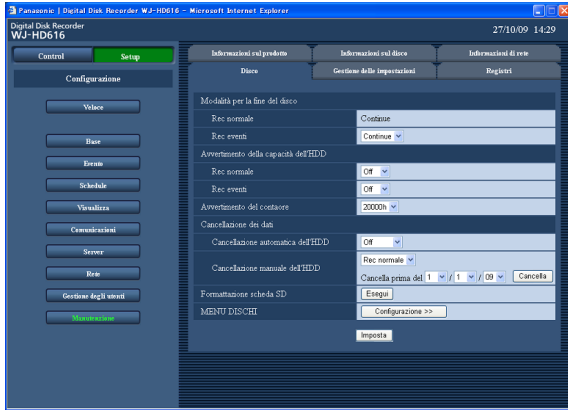 Panasonic | Digital Disk Recorder WJ-HD616 - Microsoft Internet Explorer
Digital Disk Recorder
WJ-HD616
27/10/09 14:29
Control Setup
Configurazione
Veloce
Base
Evento
Schedule
Visualizza
Comunicazioni
Server
Rete
Gestione degli utenti
Manutenzione
Informazioni sul prodotto Informazioni sul disco Informazioni di rete
Disco Gestione delle impostazioni Registri
Modalità per la fine del disco
Rec normale Continue
Rec eventi Continue
Avvertimento della capacità dell'HDD
Rec normale Off
Rec eventi Off
Avvertimento del contaore 20000h
Cancellazione dei dati
Cancellazione automatica dell'HDD Off
Cancellazione manuale dell'HDD Rec normale
Cancella prima del 1 / 1 / 09 Cancella
Formattazione scheda SD Esegui
MENU DISCHI Configurazione >>
Imposta